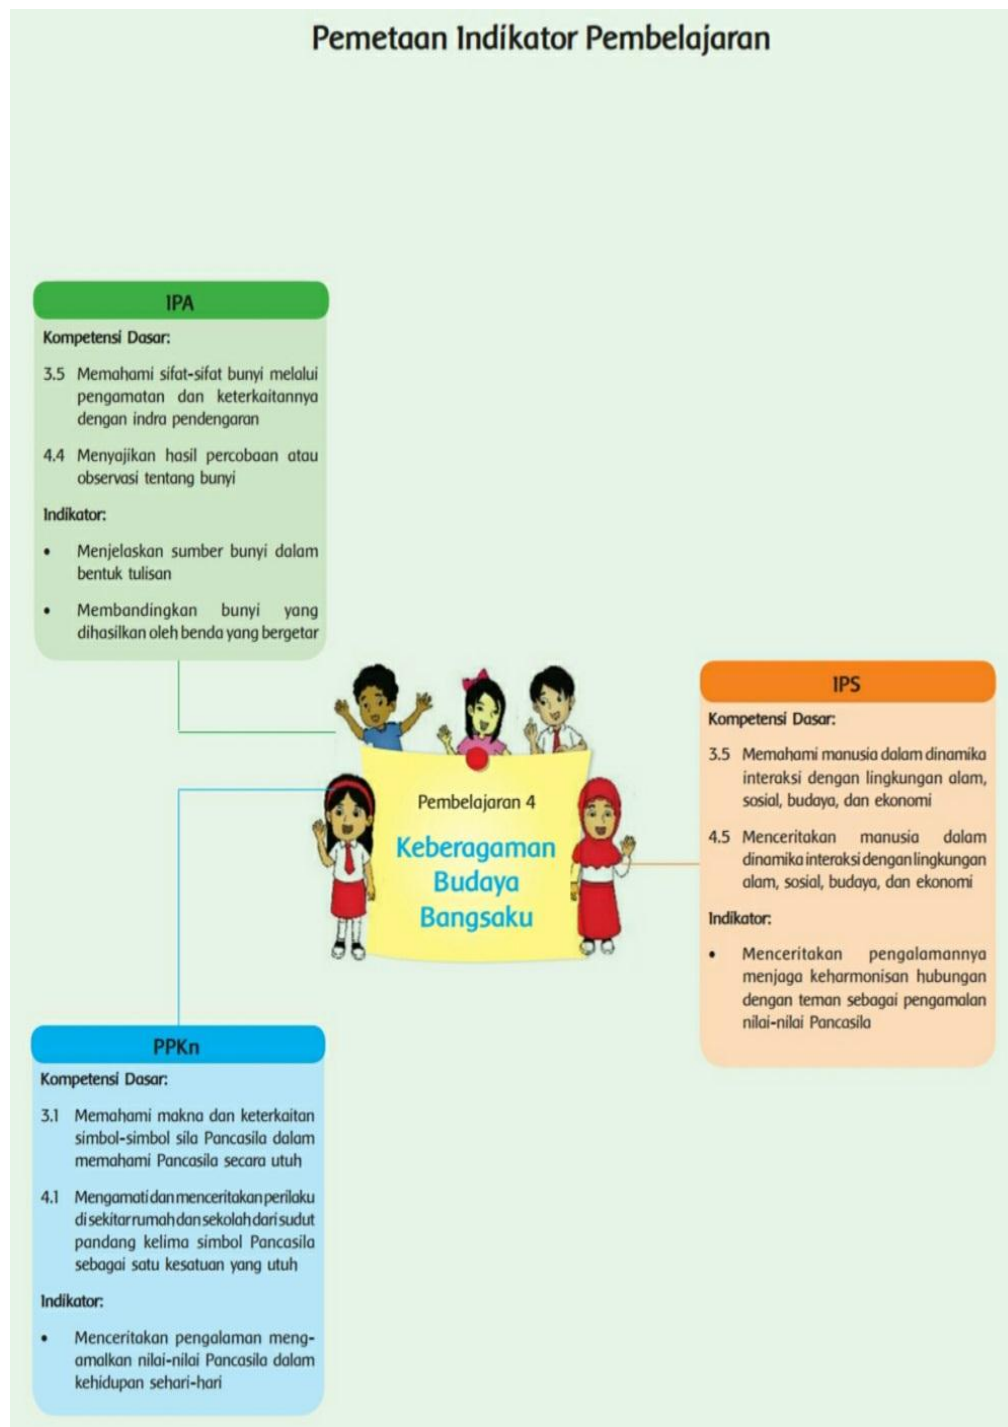 Pemetaan Indikator Pembelajaran
IPA
Kompetensi Dasar:
3.5 Memahami sifat-sifat bunyi melalui
pengamatan dan keterkaitannya
dengan indra pendengaran
4.4 Menyajikan hasil percobaan atau
observasi tentang bunyi
Indikator:
• Menjelaskan sumber bunyi dalam
bentuk tulisan
• Membandingkan bunyi yang
dihasilkan oleh benda yang bergetar
Pembelajaran 4
Keberagaman
Budaya
Bangsaku
IPS
Kompetensi Dasar:
3.5 Memahami manusia dalam dinamika
interaksi dengan lingkungan alam,
sosial, budaya, dan ekonomi
4.5 Menceritakan manusia dalam
dinamika interaksi dengan lingkungan
alam, sosial, budaya, dan ekonomi
Indikator:
• Menceritakan pengalamannya
menjaga keharmonisan hubungan
dengan teman sebagai pengamalan
nilai-nilai Pancasila
PPKn
Kompetensi Dasar:
3.1 Memahami makna dan keterkaitan
simbol-simbol sila Pancasila dalam
memahami Pancasila secara utuh
4.1 Mengamati dan menceritakan perilaku
di sekitar rumah dan sekolah dari sudut
pandang kelima simbol Pancasila
sebagai satu kesatuan yang utuh
Indikator:
• Menceritakan pengalaman meng-
amalkan nilai-nilai Pancasila dalam
kehidupan sehari-hari